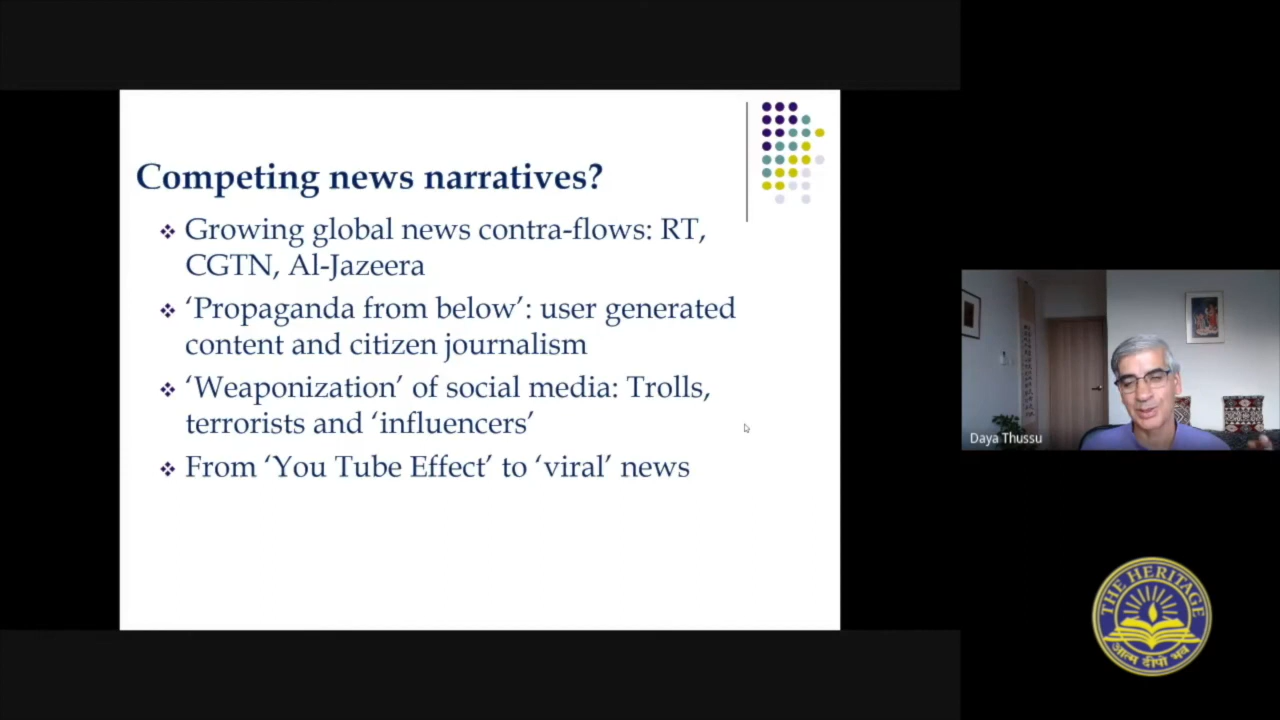 Competing news narratives?
❖ Growing global news contra-flows: RT,
CGTN, Al-Jazeera
❖ ‘Propaganda from below’: user generated
content and citizen journalism
❖ ‘Weaponization’ of social media: Trolls,
terrorists and ‘influencers’
❖ From ‘You Tube Effect’ to ‘viral’ news
Daya Thussu
THE HERITAGE
आत्म दीपो भव